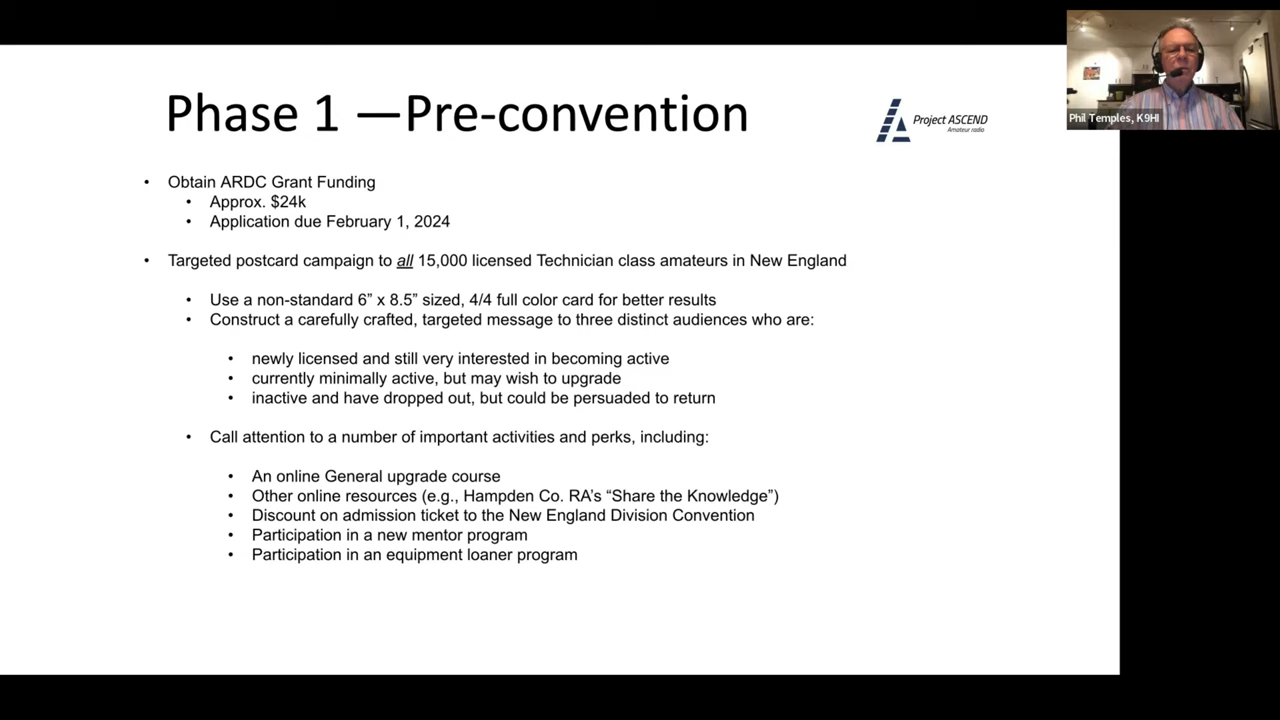 Phase 1 —Pre-convention
Project ASCEND
Amateur radio
Phil Temples, K9HI
• Obtain ARDC Grant Funding
• Approx. $24k
• Application due February 1, 2024
• Targeted postcard campaign to all 15,000 licensed Technician class amateurs in New England
• Use a non-standard 6” x 8.5” sized, 4/4 full color card for better results
• Construct a carefully crafted, targeted message to three distinct audiences who are:
• newly licensed and still very interested in becoming active
• currently minimally active, but may wish to upgrade
• inactive and have dropped out, but could be persuaded to return
• Call attention to a number of important activities and perks, including:
• An online General upgrade course
• Other online resources (e.g., Hampden Co. RA’s “Share the Knowledge”)
• Discount on admission ticket to the New England Division Convention
• Participation in a new mentor program
• Participation in an equipment loaner program